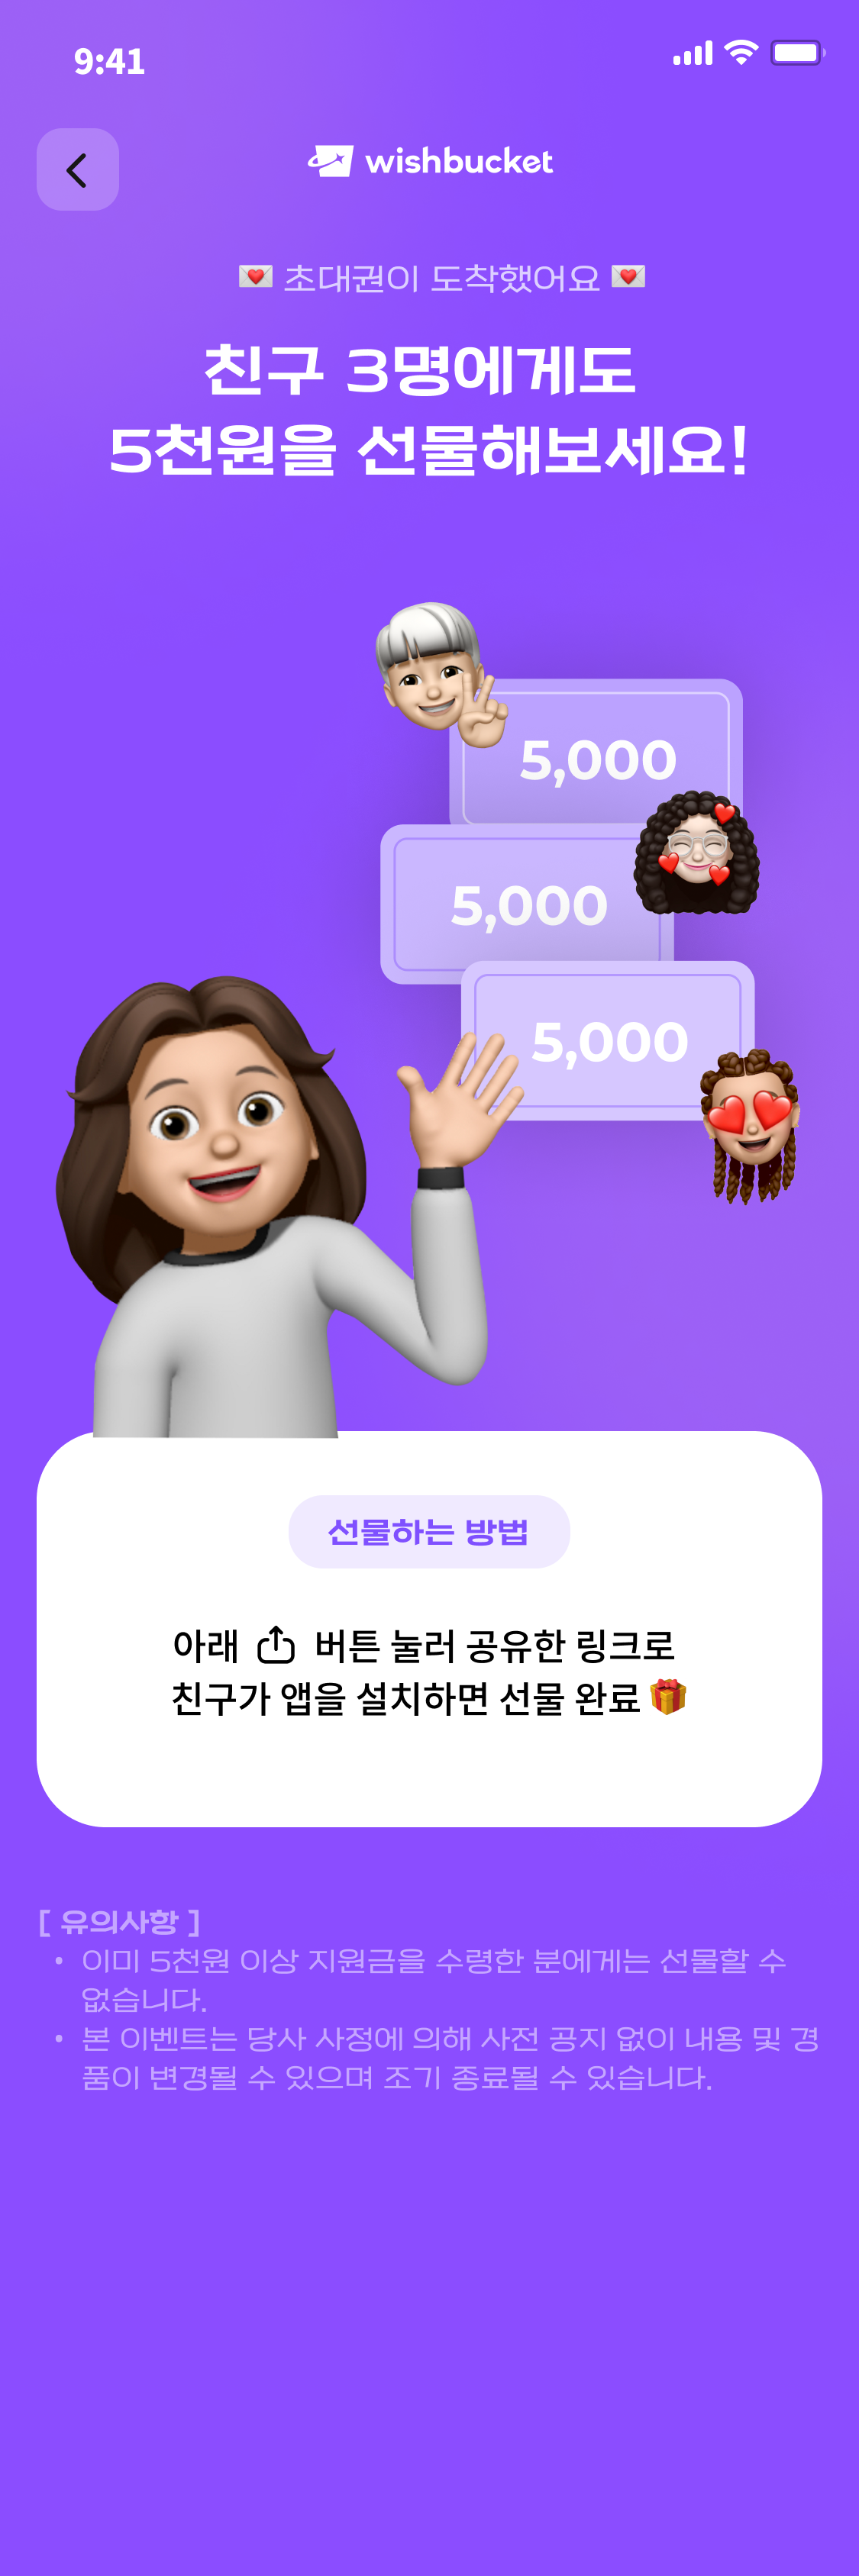 9:41
wishbucket
💌 초대권이 도착했어요 💌
친구 3명에게도
5천원을 선물해보세요!
5,000
5,000
5,000
선물하는 방법
아래 버튼 눌러 공유한 링크로
친구가 앱을 설치하면 선물 완료 🎁
[ 유의사항 ]
• 이미 5천원 이상 지원금을 수령한 분에게는 선물할 수
없습니다.
• 본 이벤트는 당사 사정에 의해 사전 공지 없이 내용 및 경
품이 변경될 수 있으며 조기 종료될 수 있습니다.